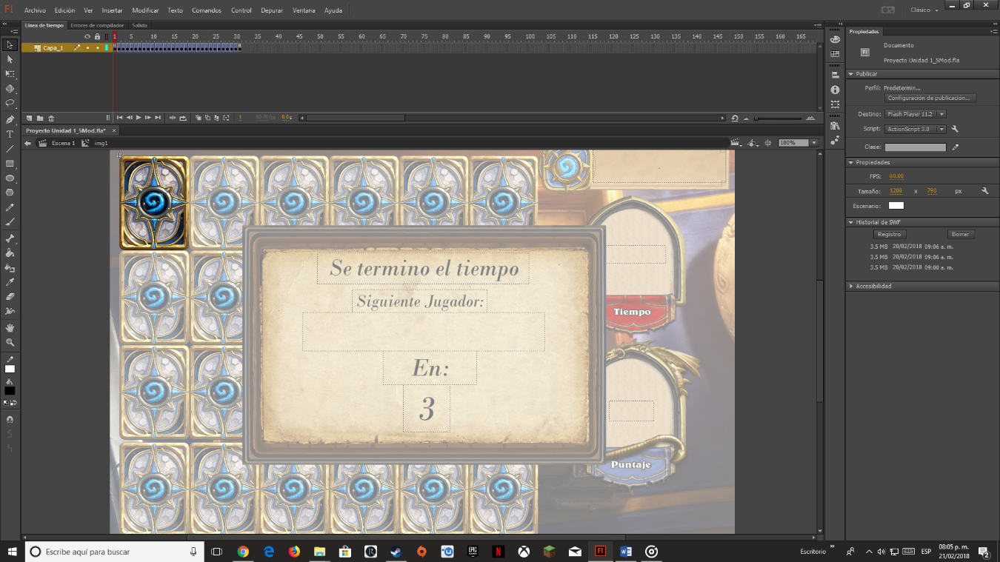 Fl Archivo Edición Ver Insertar Modificar Texto Comandos Control Depurar Ventana Ayuda Clásico
Línea de tiempo Errores de compilador Salida
1 5 10 15 20 25 30 35 40 45 50 55 60 65 70 75 80 85 90 95 100 105 110 115 120 125 130 135 140 145 150 155 160 165
Capa_1
1 60.00 fps 0.0 s
Proyecto Unidad 1_5Mod.fla* ×
Escena 1 img1 100%
Se termino el tiempo
Siguiente Jugador:
En:
3
Tiempo
Puntaje
Propiedades
Fl Documento
Proyecto Unidad 1_5Mod.fla
Publicar
Perfil: Predetermin...
Configuración de publicación...
Destino: Flash Player 11.2
Script: ActionScript 3.0
Clase:
Propiedades
FPS: 60.00
Tamaño: 1200 x 790 px
Escenario:
Historial de SWF
Registro Borrar
3.5 MB 20/02/2018 09:06 a. m.
3.5 MB 20/02/2018 09:06 a. m.
3.5 MB 20/02/2018 09:00 a. m.
Accesibilidad
Escribe aquí para buscar
EPIC GAMES
N
Fl
Escritorio
ESP
08:05 p. m.
21/02/2018
2